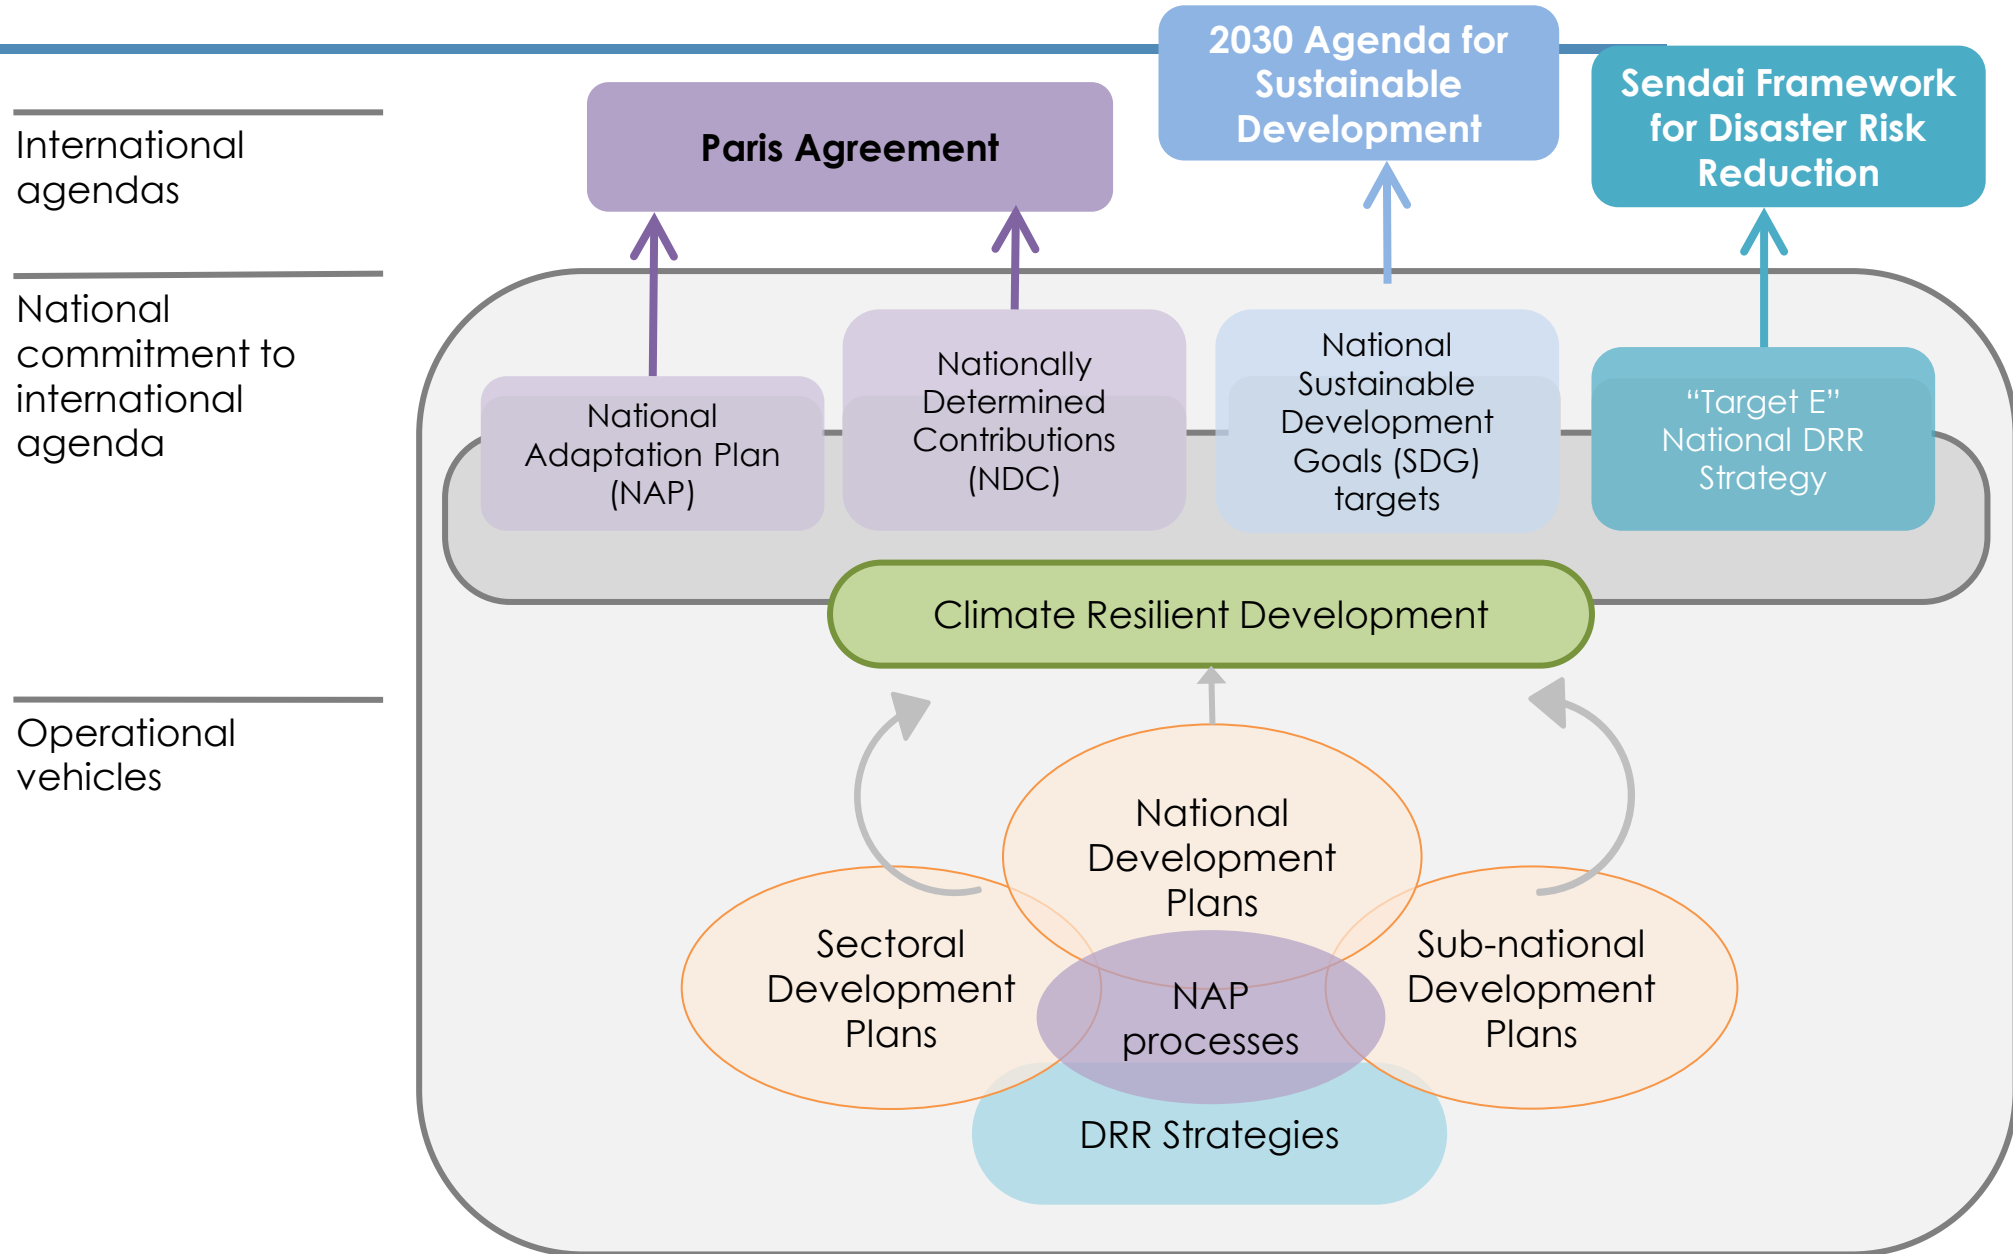 2030 Agenda for
Sustainable
Development
Sendai Framework
for Disaster Risk
Reduction
Paris Agreement
International
agendas
National
commitment to
international
agenda
National
Adaptation Plan
(NAP)
Nationally
Determined
Contributions
(NDC)
National
Sustainable
Development
Goals (SDG)
targets
“Target E”
National DRR
Strategy
Climate Resilient Development
Operational
vehicles
National
Development
Plans
Sectoral
Development
Plans
NAP
processes
Sub-national
Development
Plans
DRR Strategies